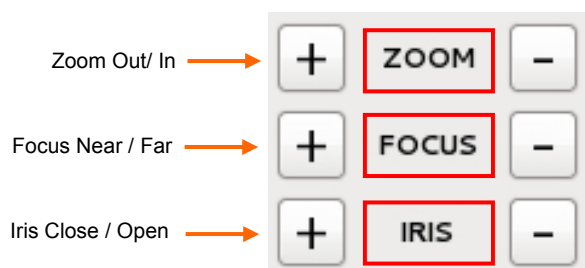 Zoom Out/ In + ZOOM -
Focus Near / Far + FOCUS -
Iris Close / Open + IRIS -